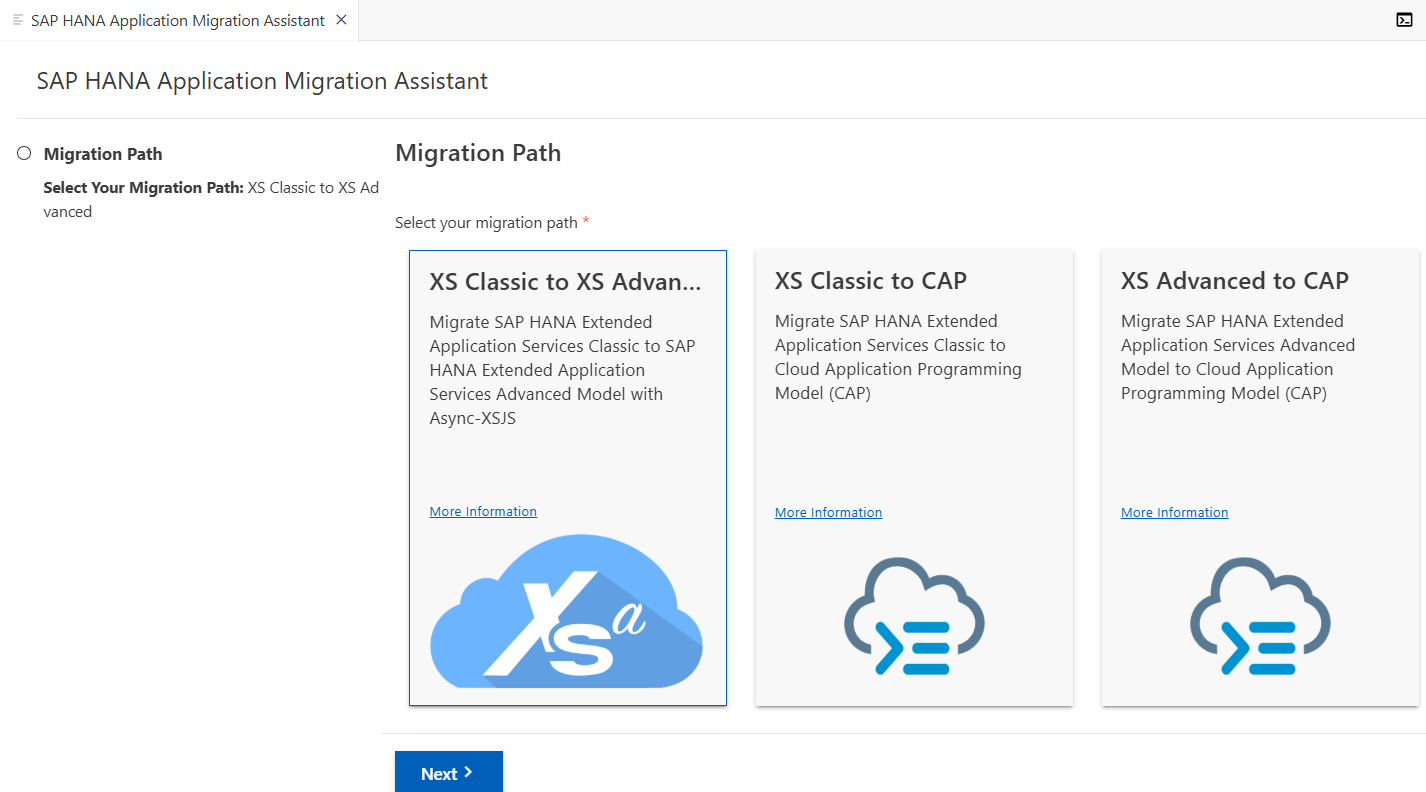 SAP HANA Application Migration Assistant
SAP HANA Application Migration Assistant
Migration Path
Select Your Migration Path: XS Classic to XS Ad
vanced
Migration Path
Select your migration path *
XS Classic to XS Advan...
Migrate SAP HANA Extended
Application Services Classic to SAP
HANA Extended Application
Services Advanced Model with
Async-XSJS
More Information
XSa
XS Classic to CAP
Migrate SAP HANA Extended
Application Services Classic to
Cloud Application Programming
Model (CAP)
More Information
XS Advanced to CAP
Migrate SAP HANA Extended
Application Services Advanced
Model to Cloud Application
Programming Model (CAP)
More Information
Next